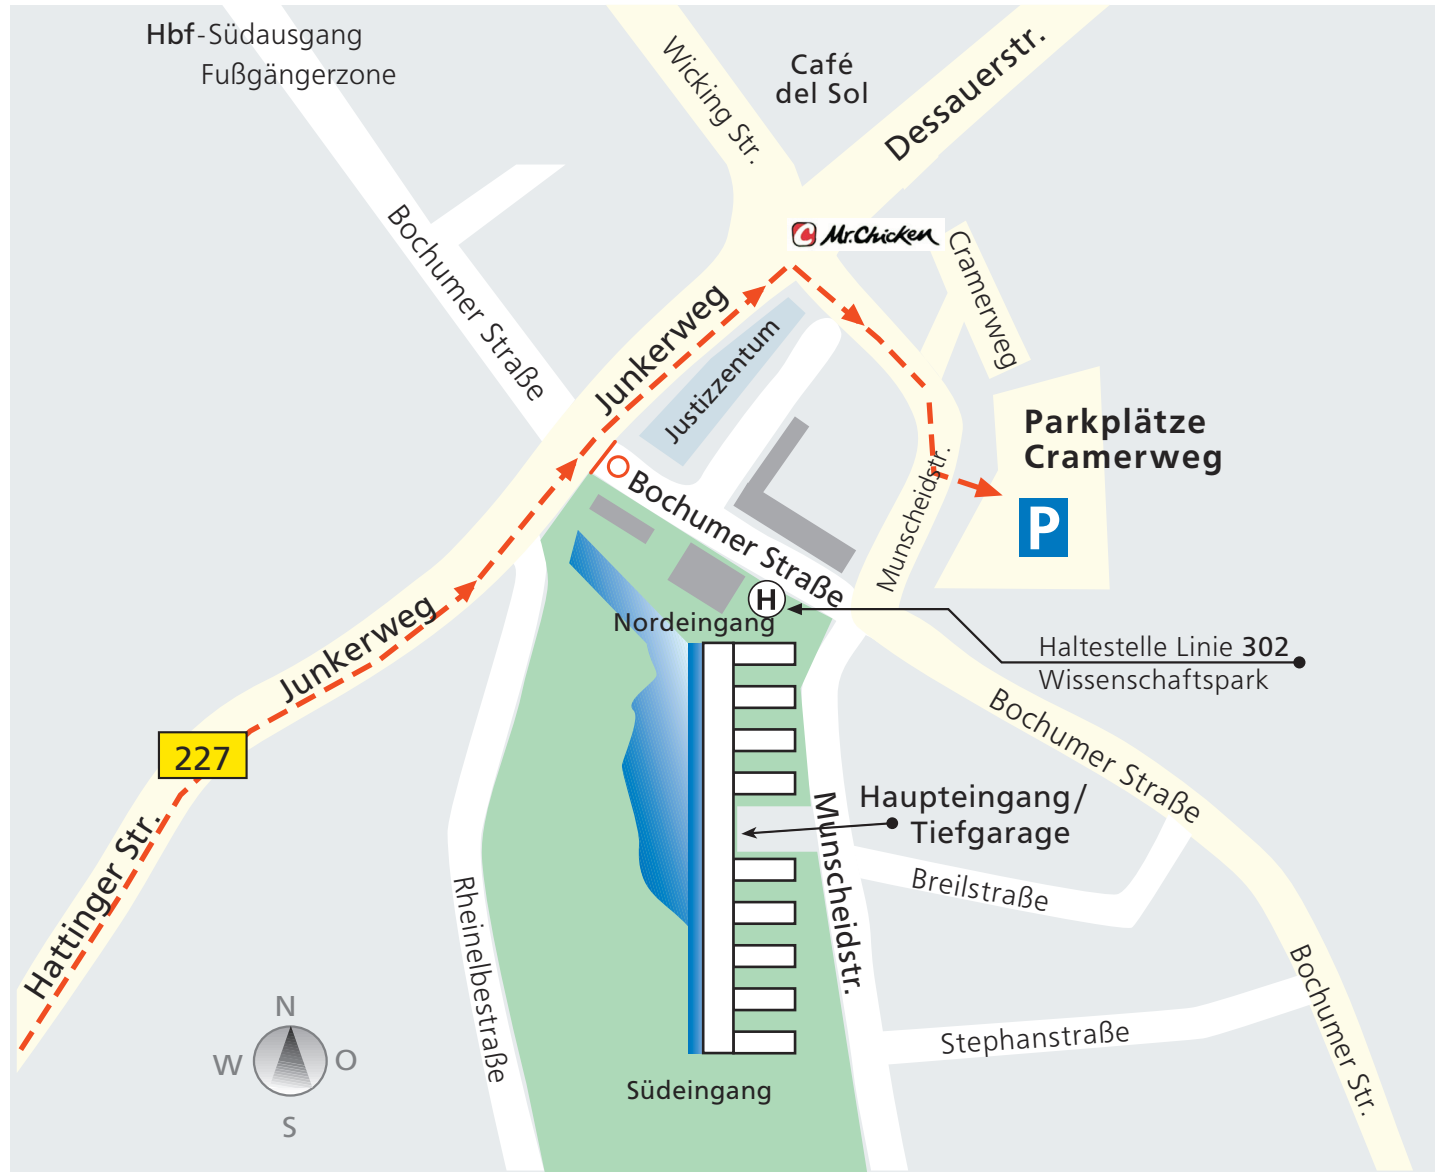 Hbf-Südausgang
Fußgängerzone
Wicking Str.
Café
del Sol
Dessauerstr.
Bochumer Straße
Mr.Chicken
Cramerweg
Junkerweg
Justizzentum
Parkplätze
Cramerweg
P
Munscheidstr.
Bochumer Straße
H
Nordeingang
Junkerweg
Haltestelle Linie 302
Wissenschaftspark
227
Bochumer Straße
Haupteingang/
Tiefgarage
Munscheidstr.
Breilstraße
Hattinger Str.
Rheinelbestraße
Bochumer Str.
Stephanstraße
N
W
O
S
Südeingang